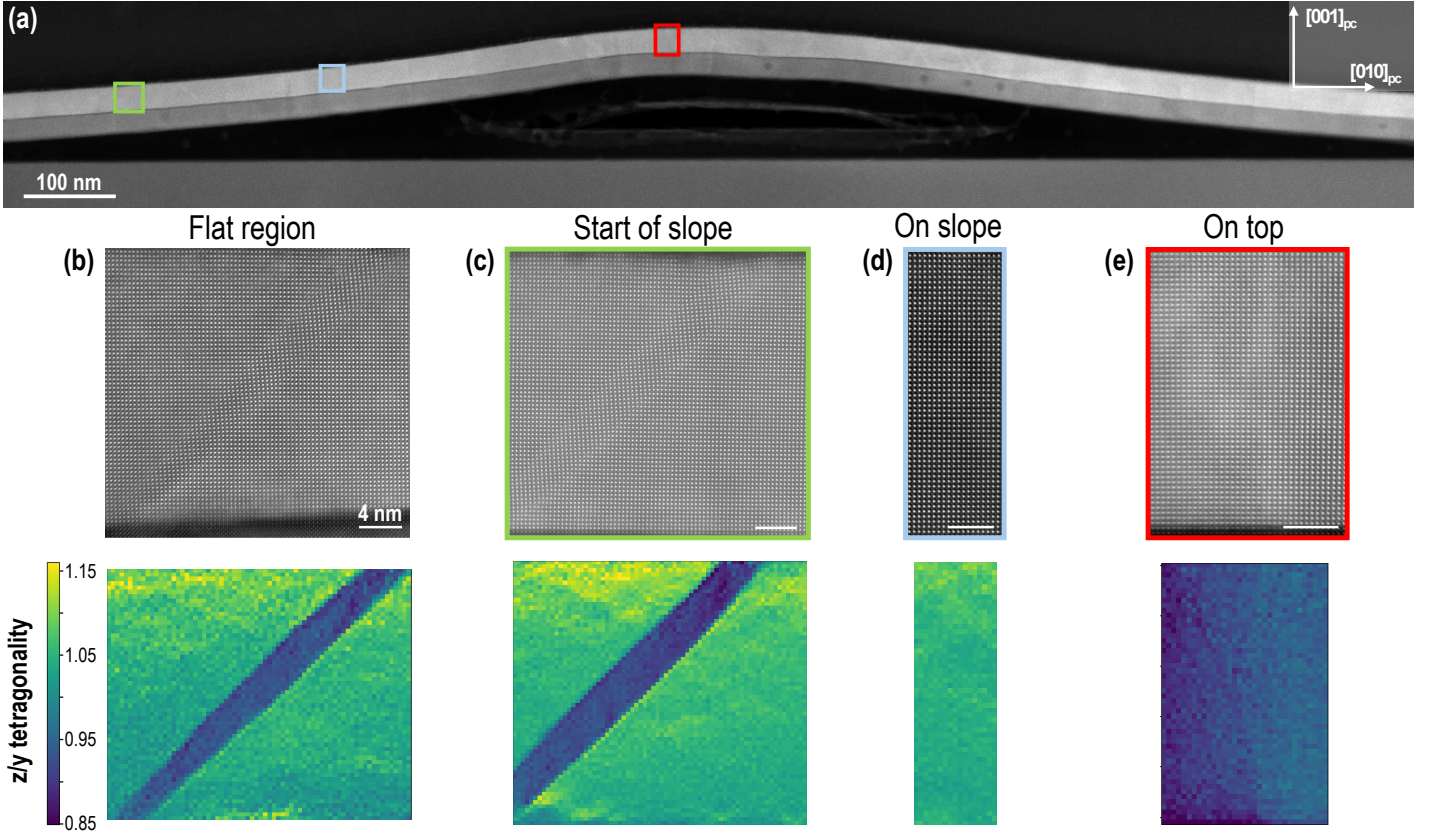 (a)
[001]pc
[010]pc
100 nm
Flat region
Start of slope
On slope
On top
(b)
(c)
(d)
(e)
4 nm
z/y tetragonality
1.15
1.05
0.95
0.85